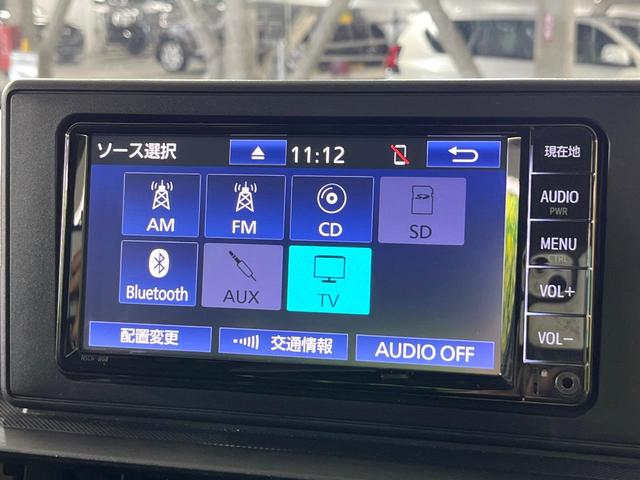 ソース選択
11:12
現在地
AM
FM
CD
SD
AUDIO
PWR
MENU
CTRL
Bluetooth
AUX
TV
VOL+
配置変更
交通情報
AUDIO OFF
VOL-